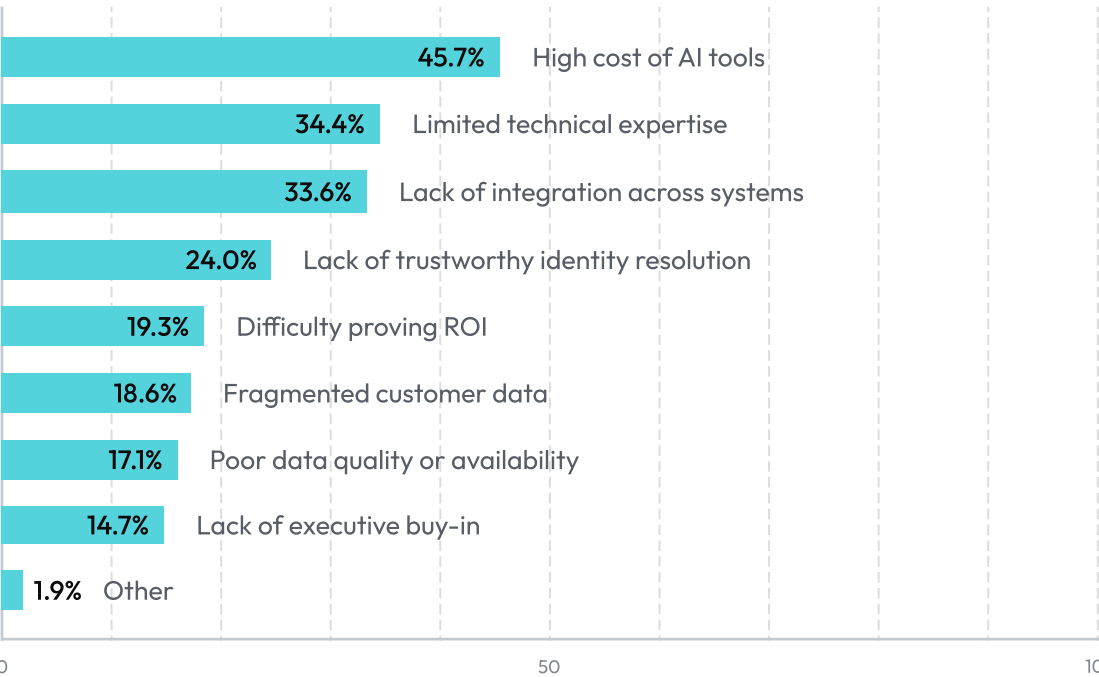 45.7% High cost of AI tools
34.4% Limited technical expertise
33.6% Lack of integration across systems
24.0% Lack of trustworthy identity resolution
19.3% Difficulty proving ROI
18.6% Fragmented customer data
17.1% Poor data quality or availability
14.7% Lack of executive buy-in
1.9% Other
0 50